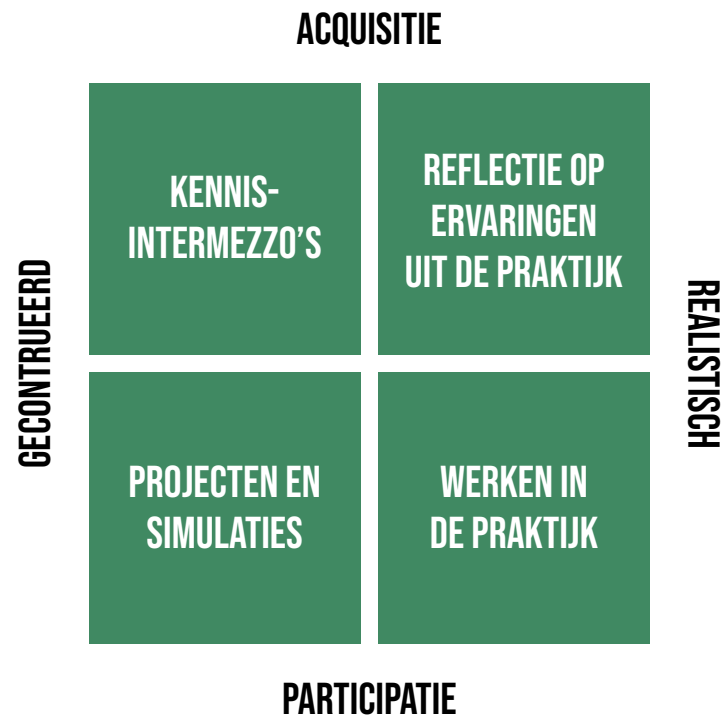 ACQUISITIE
KENNIS-
INTERMEZZO’S
REFLECTIE OP
ERVARINGEN
UIT DE PRAKTIJK
GECONTRUEERD
REALISTISCH
PROJECTEN EN
SIMULATIES
WERKEN IN
DE PRAKTIJK
PARTICIPATIE